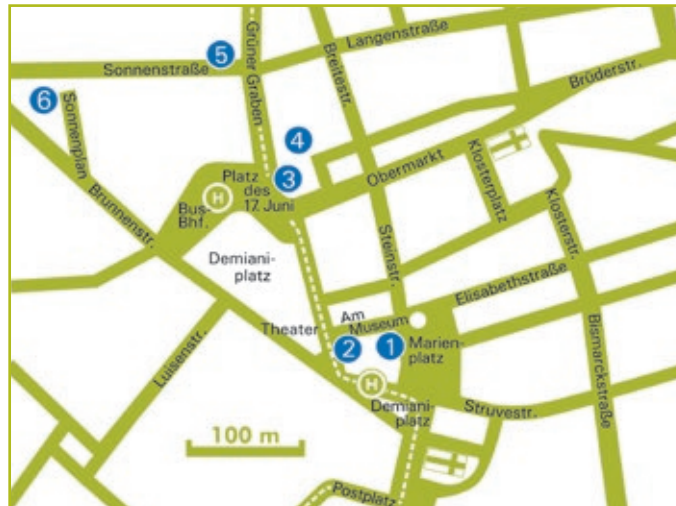 Langenstraße
Breitestr.
Grüner Graben
5
Sonnenstraße
Brüderstr.
6
Sonnenplan
4
Klosterplatz
Obermarkt
Platz
des
17. Juni
3
H
Bus-
Bhf.
Brunnenstr.
Klosterstr.
Steinstr.
Demiani-
platz
Elisabethstraße
Am
Museum
Theater
2
1
Marien-
platz
Luisenstr.
Bismarckstraße
H
Demiani-
platz
Struvestr.
100 m
Postplatz